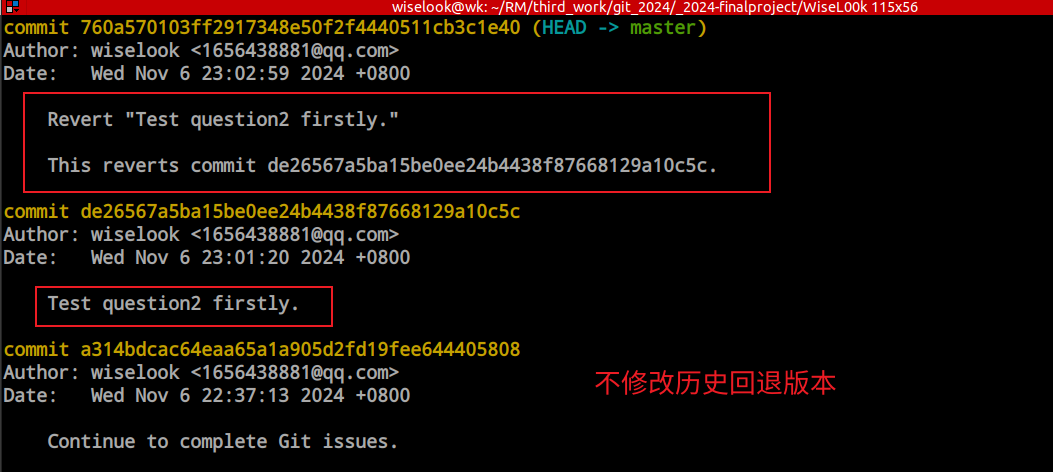 wiselook@wk: ~/RM/third_work/git_2024/_2024-finalproject/WiseL00k 115x56
commit 760a570103ff2917348e50f2f4440511cb3c1e40 (HEAD -> master)
Author: wiselook <1656438881@qq.com>
Date:   Wed Nov 6 23:02:59 2024 +0800
Revert "Test question2 firstly."
This reverts commit de26567a5ba15be0ee24b4438f87668129a10c5c.
commit de26567a5ba15be0ee24b4438f87668129a10c5c
Author: wiselook <1656438881@qq.com>
Date:   Wed Nov 6 23:01:20 2024 +0800
Test question2 firstly.
commit a314bdcac64eaa65a1a905d2fd19fee644405808
Author: wiselook <1656438881@qq.com>
Date:   Wed Nov 6 22:37:13 2024 +0800
不修改历史回退版本
Continue to complete Git issues.